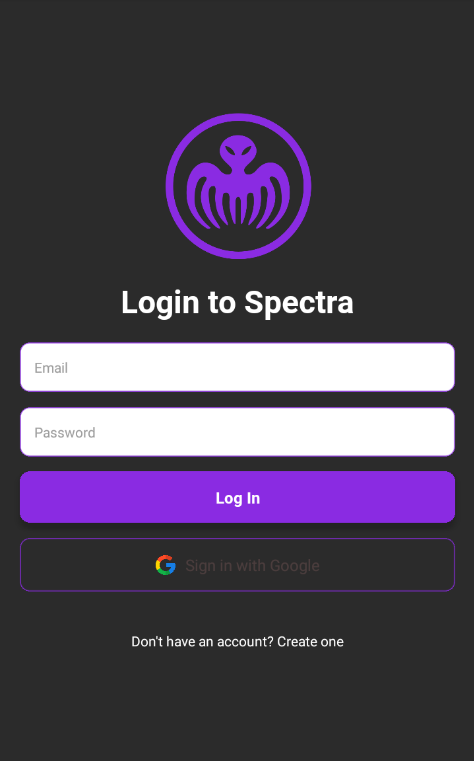 Login to Spectra
Email
Password
Log In
Sign in with Google
Don't have an account? Create one